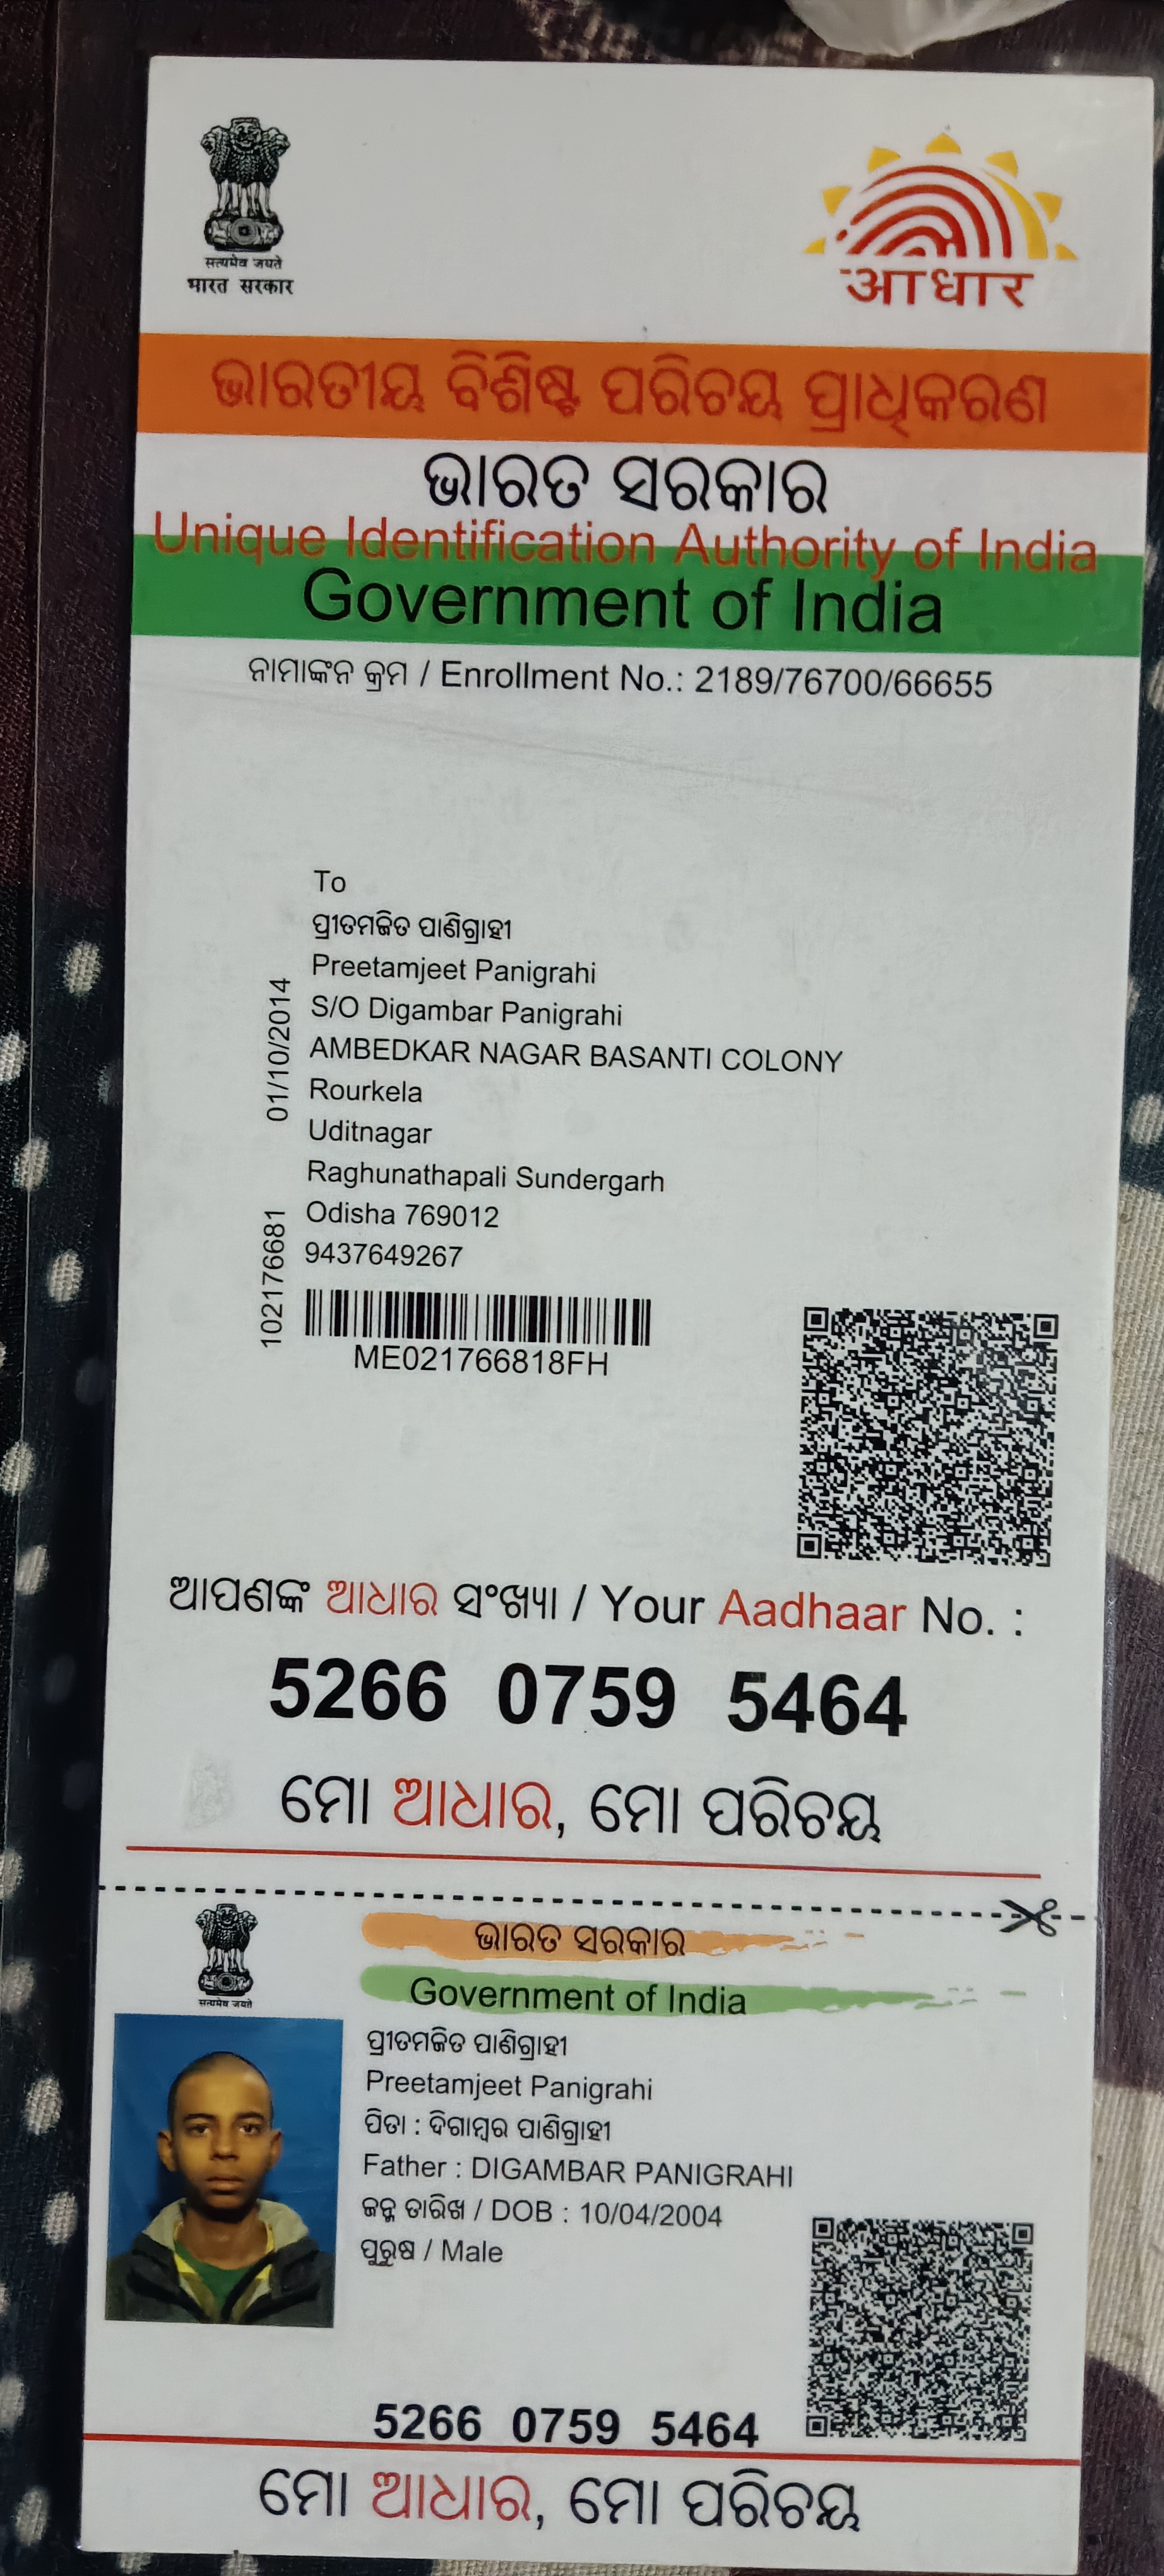 सत्यमेव जयते
भारत सरकार
आधार
ଭାରତୀୟ ବିଶିଷ୍ଟ ପରିଚୟ ପ୍ରାଧିକରଣ
ଭାରତ ସରକାର
Unique Identification Authority of India
Government of India
ନାମାଙ୍କନ କ୍ରମ / Enrollment No.: 2189/76700/66655
To
ପ୍ରୀତମଜିତ ପାଣିଗ୍ରାହୀ
Preetamjeet Panigrahi
S/O Digambar Panigrahi
AMBEDKAR NAGAR BASANTI COLONY
Rourkela
Uditnagar
Raghunathapali Sundergarh
Odisha 769012
9437649267
01/10/2014
102176681
ME021766818FH
ଆପଣଙ୍କ ଆଧାର ସଂଖ୍ୟା / Your Aadhaar No. :
5266 0759 5464
ମୋ ଆଧାର, ମୋ ପରିଚୟ
सत्यमेव जयते
ଭାରତ ସରକାର
Government of India
ପ୍ରୀତମଜିତ ପାଣିଗ୍ରାହୀ
Preetamjeet Panigrahi
ପିତା : ଦିଗାମ୍ବର ପାଣିଗ୍ରାହୀ
Father : DIGAMBAR PANIGRAHI
ଜନ୍ମ ତାରିଖ / DOB : 10/04/2004
ପୁରୁଷ / Male
5266 0759 5464
ମୋ ଆଧାର, ମୋ ପରିଚୟ